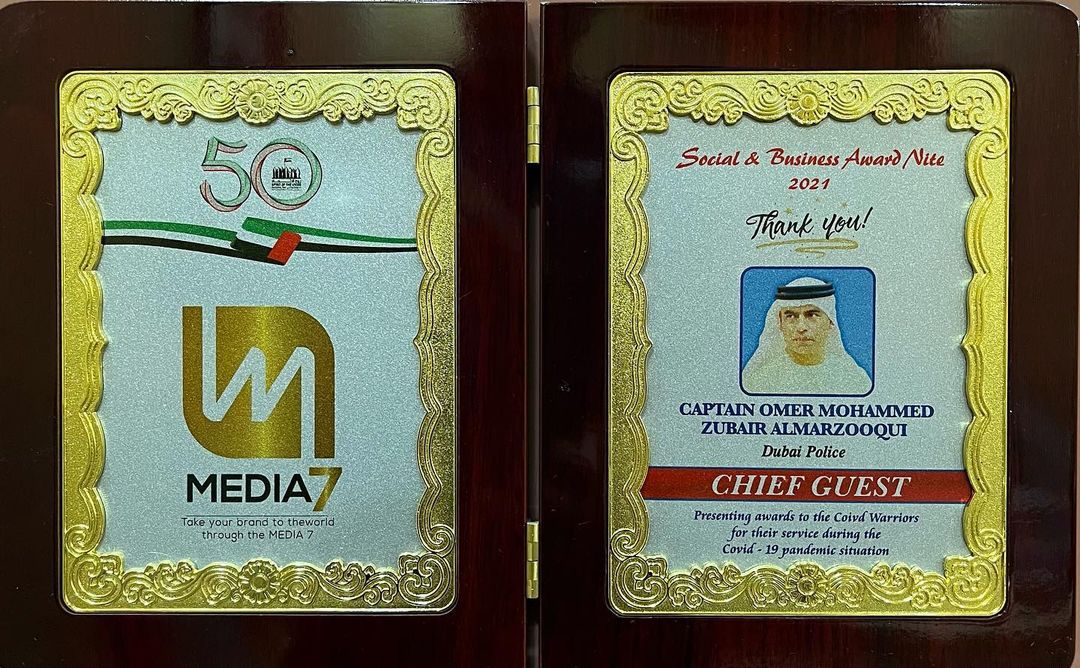 50
MEDIA7
Take your brand to theworld
through the MEDIA 7
Social & Business Award Nite
2021
Thank you!
CAPTAIN OMER MOHAMMED
ZUBAIR ALMARZOOQUI
Dubai Police
CHIEF GUEST
Presenting awards to the Coivd Warriors
for their service during the
Covid - 19 pandemic situation